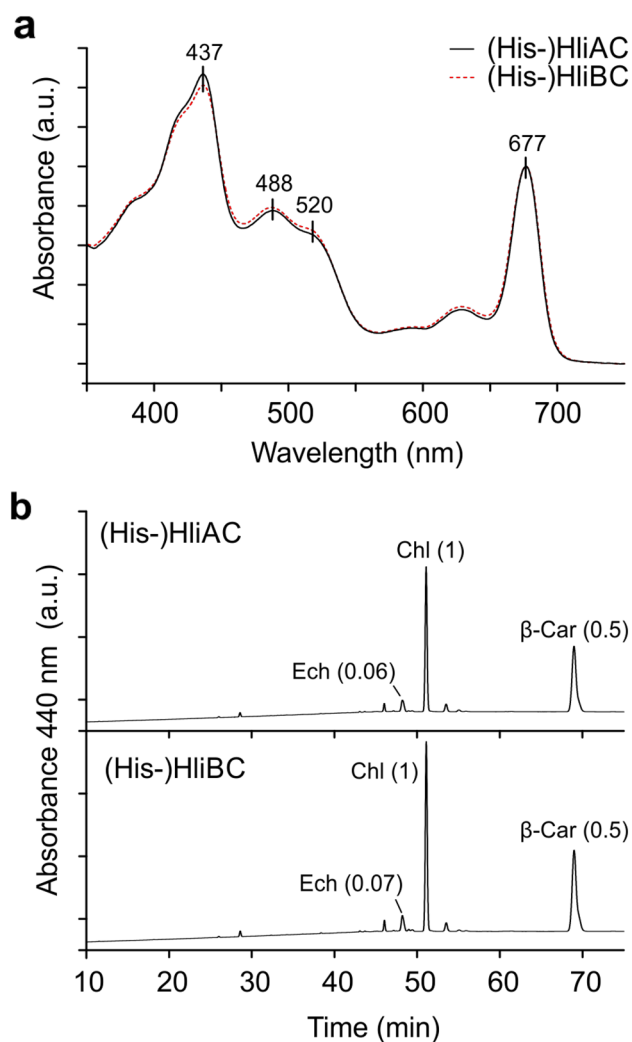 a
437
(His-)HliAC
(His-)HliBC
677
488
520
Absorbance (a.u.)
400 500 600 700
Wavelength (nm)
b
(His-)HliAC
Chl (1)
β-Car (0.5)
Ech (0.06)
Absorbance 440 nm (a.u.)
(His-)HliBC
Chl (1)
β-Car (0.5)
Ech (0.07)
10 20 30 40 50 60 70
Time (min)